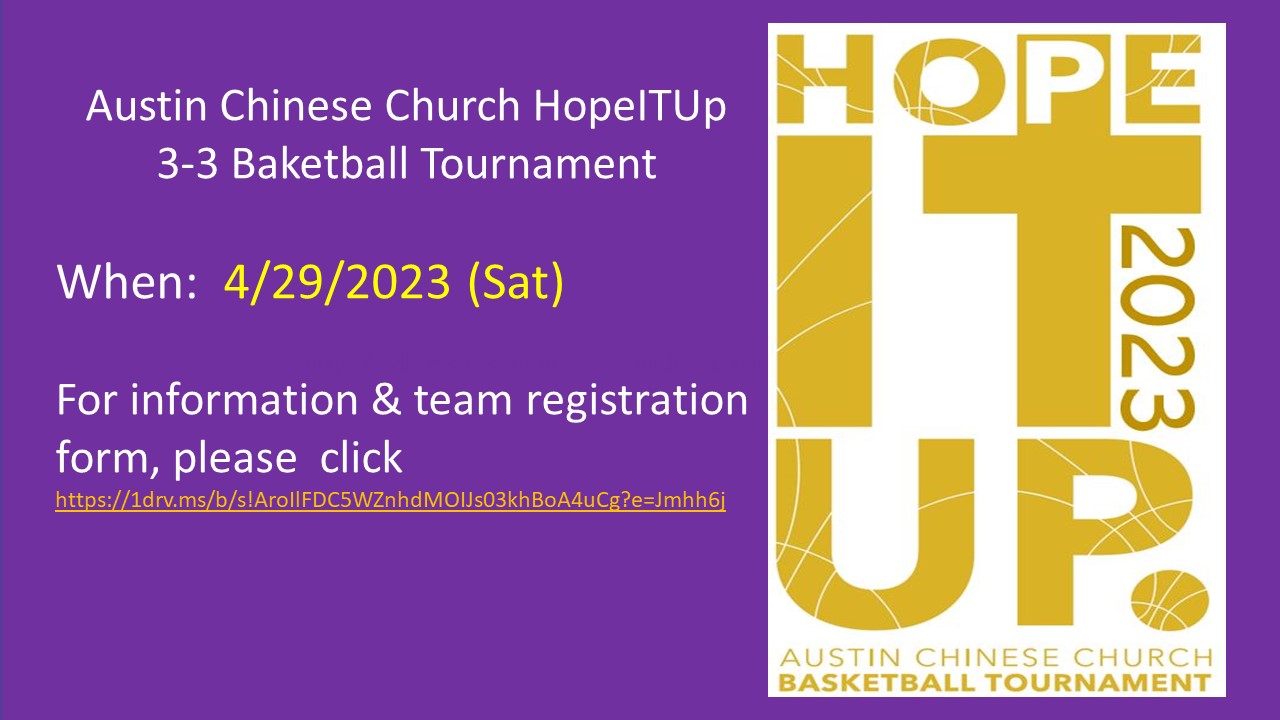 Austin Chinese Church HopeITUp
3-3 Baketball Tournament
When:  4/29/2023 (Sat)
For information & team registration
form, please  click
https://1drv.ms/b/s!AroIlFDC5WZnhdMOIJs03khBoA4uCg?e=Jmhh6j
HOPE
IT
2023
UP.
AUSTIN CHINESE CHURCH
BASKETBALL TOURNAMENT